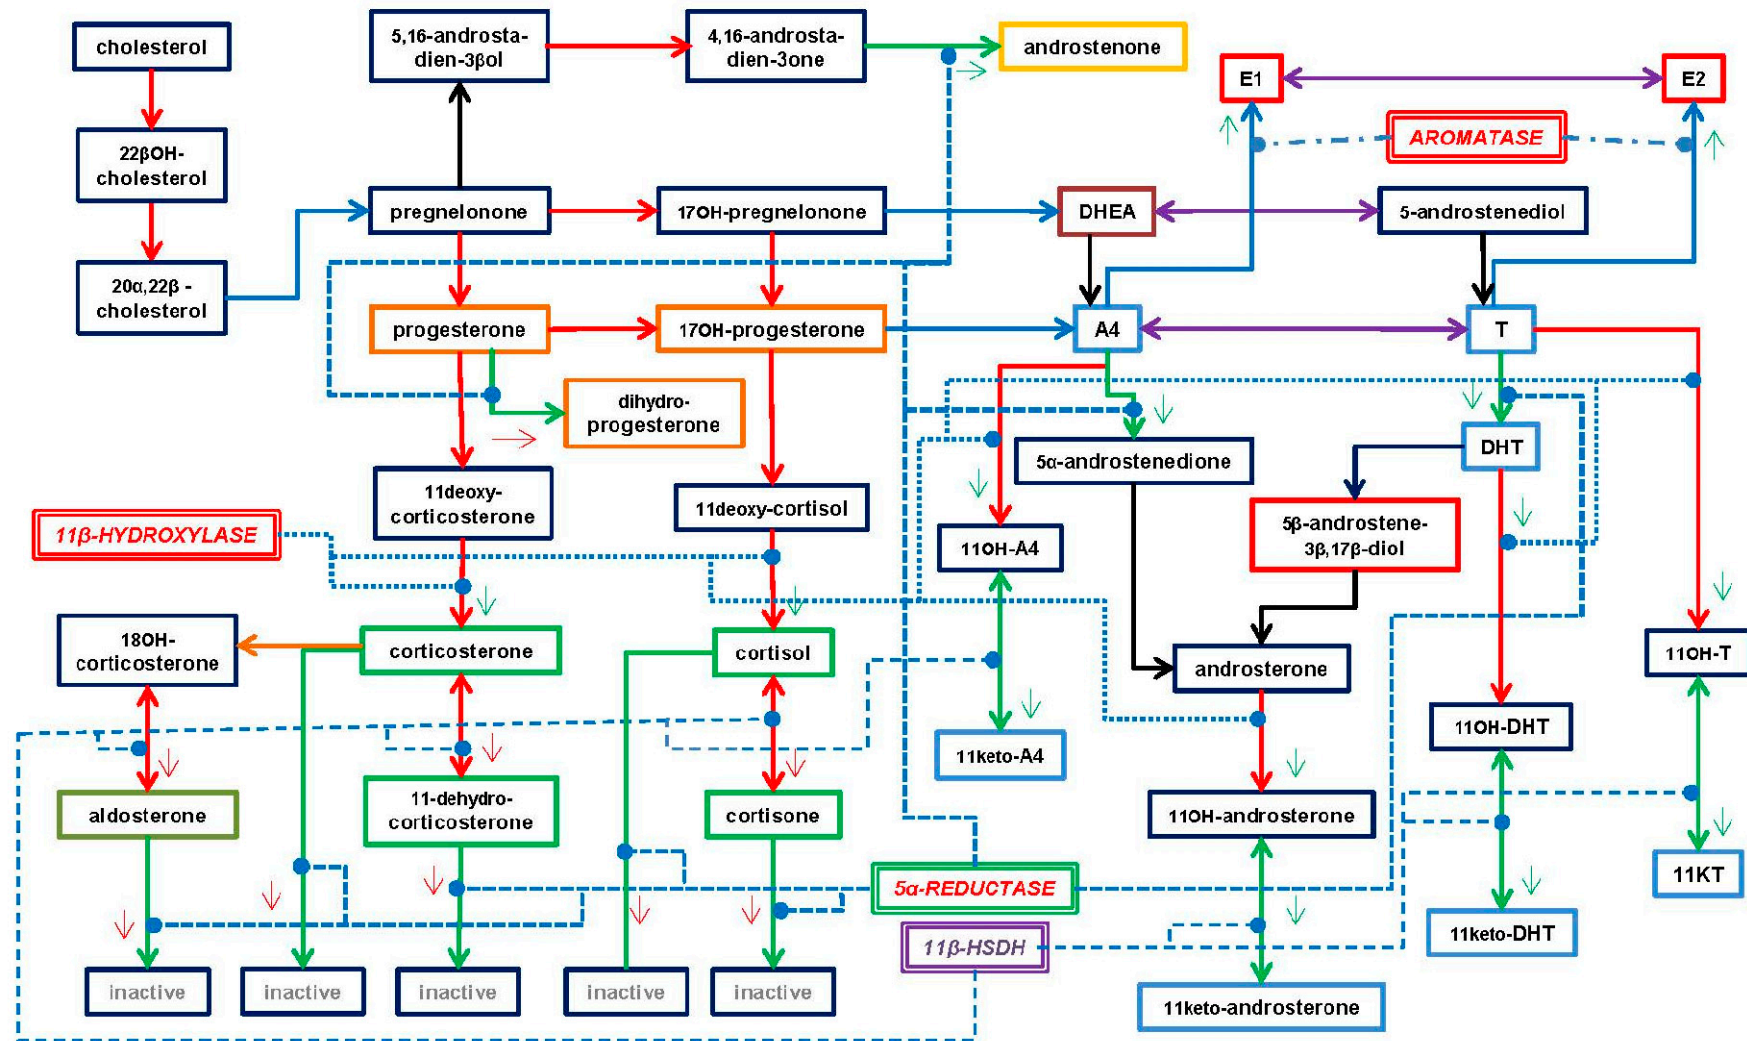 cholesterol
5,16-androsta-
dien-3βol
4,16-androsta-
dien-3one
androstenone
E1
E2
AROMATASE
22βOH-
cholesterol
pregnelonone
17OH-pregnelonone
DHEA
5-androstenediol
20α,22β -
cholesterol
progesterone
17OH-progesterone
A4
T
dihydro-
progesterone
5α-androstenedione
DHT
11deoxy-
corticosterone
11deoxy-cortisol
11β-HYDROXYLASE
11OH-A4
5β-androstene-
3β,17β-diol
18OH-
corticosterone
corticosterone
cortisol
androsterone
11OH-T
11keto-A4
11OH-DHT
aldosterone
11-dehydro-
corticosterone
cortisone
11OH-androsterone
5α-REDUCTASE
11KT
11β-HSDH
11keto-DHT
inactive
inactive
inactive
inactive
inactive
11keto-androsterone